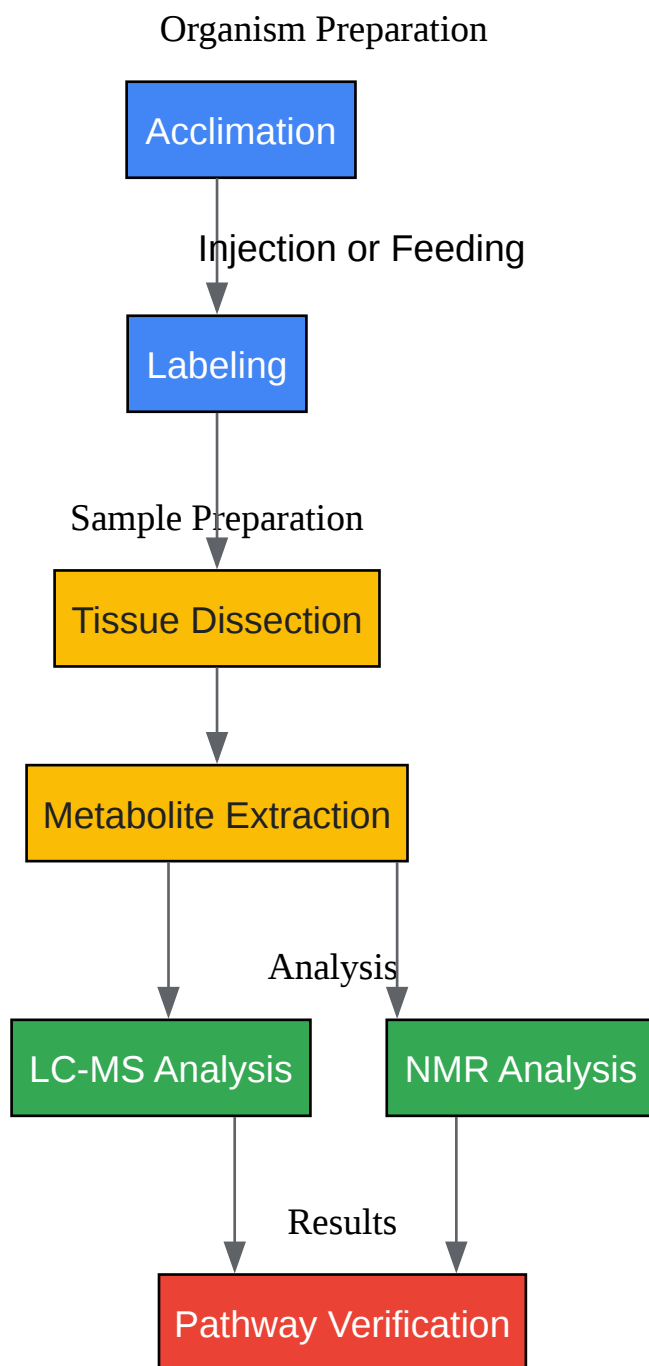 Organism Preparation
Acclimation
Injection or Feeding
Labeling
Sample Preparation
Tissue Dissection
Metabolite Extraction
Analysis
LC-MS Analysis
NMR Analysis
Results
Pathway Verification